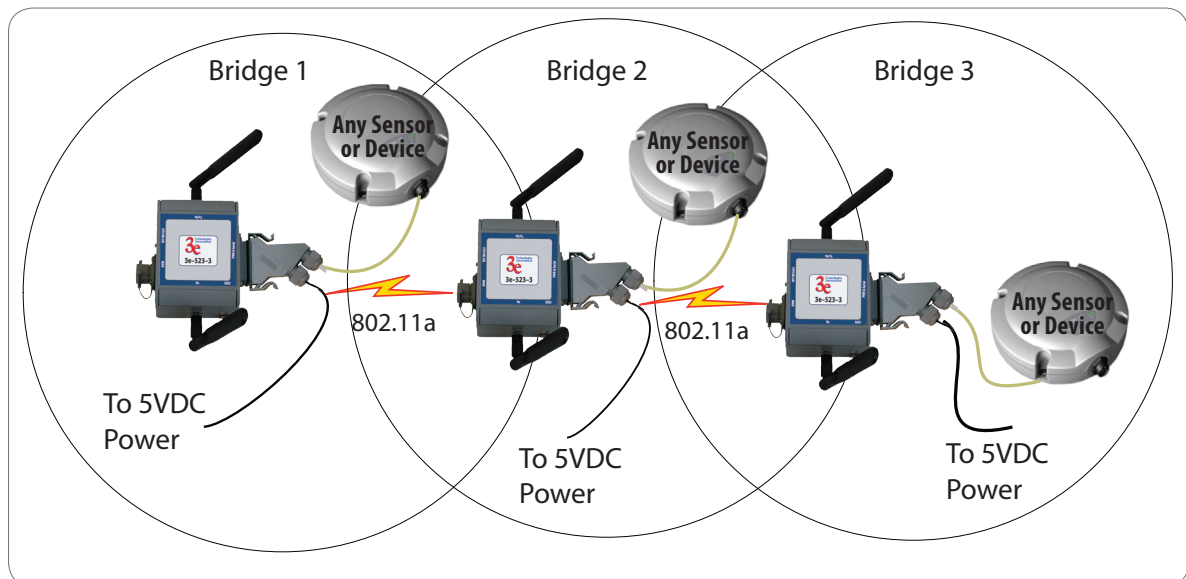 Bridge 1
Bridge 2
Bridge 3
Any Sensor
or Device
Any Sensor
or Device
Any Sensor
or Device
3e
3e-523-3
3e
3e-523-3
3e
3e-523-3
802.11a
802.11a
To 5VDC
Power
To 5VDC
Power
To 5VDC
Power